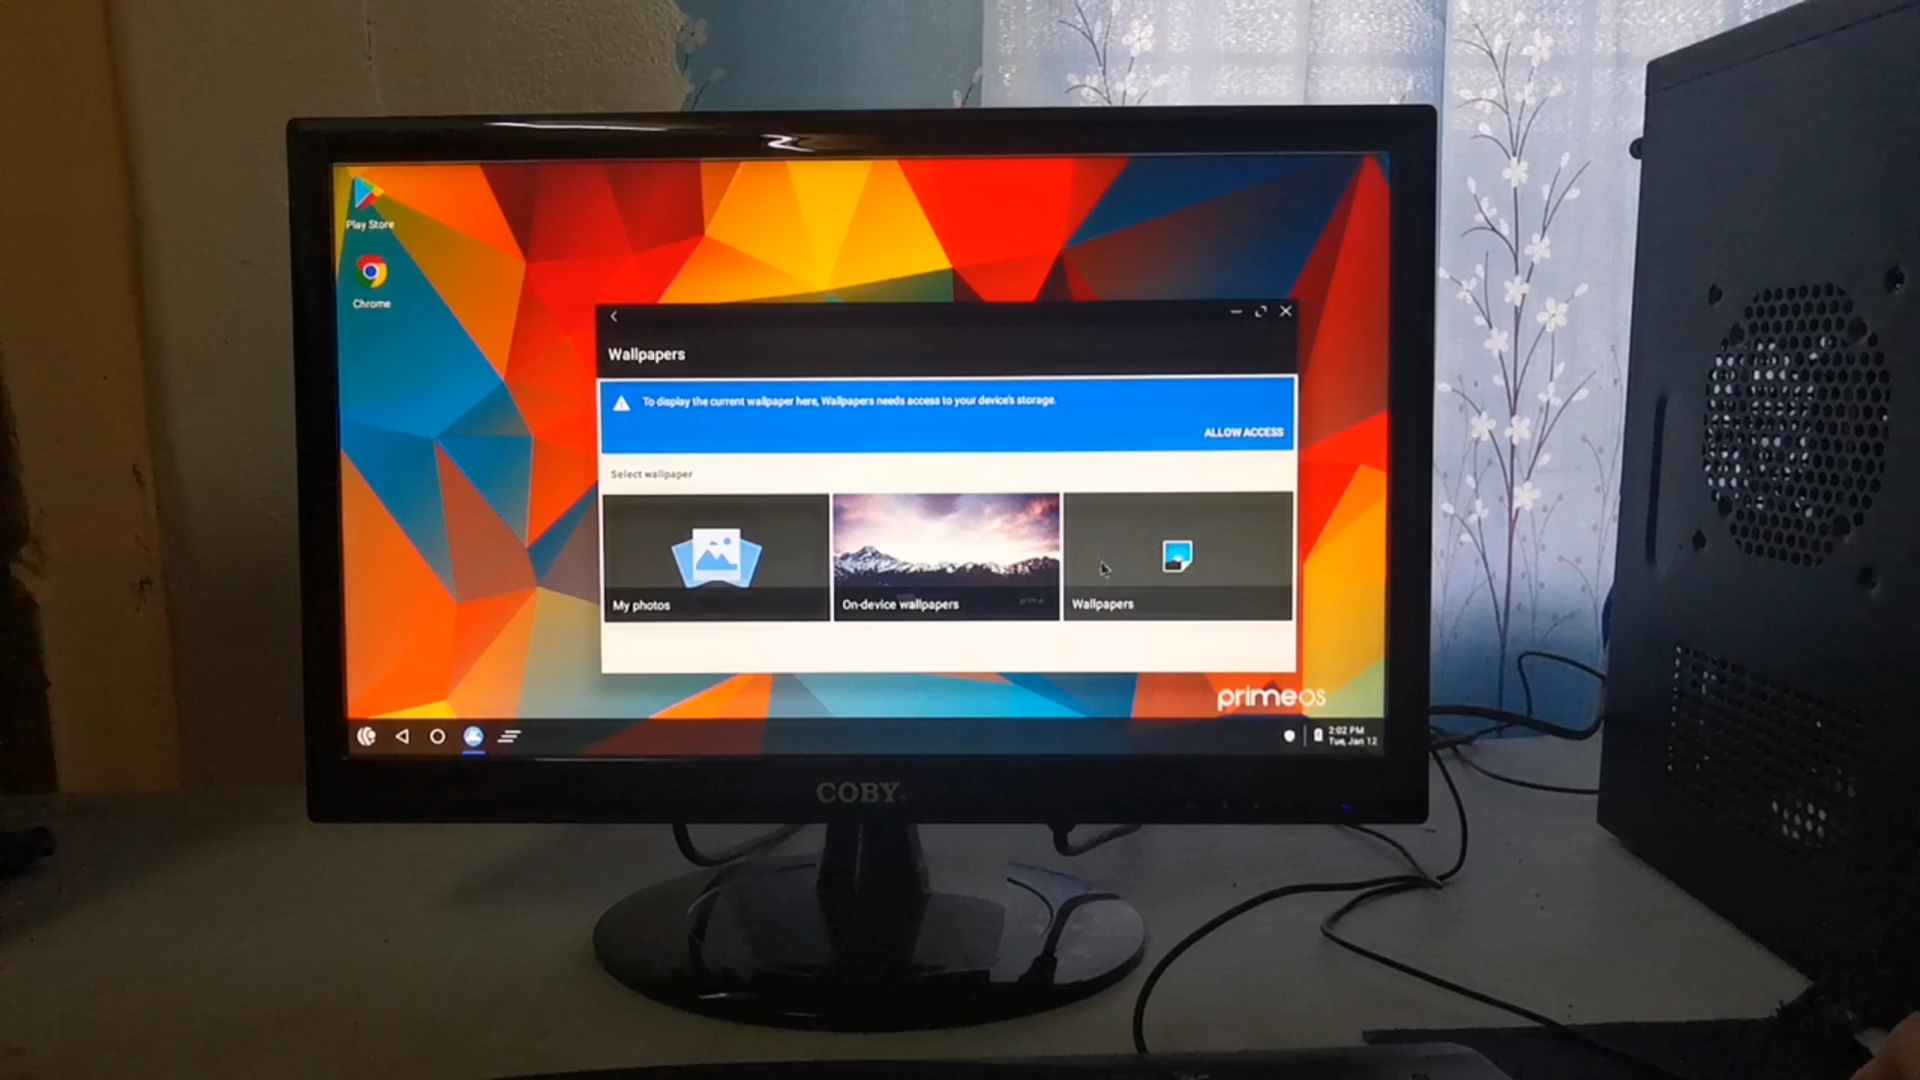 Play Store
Chrome
Wallpapers
To display the current wallpaper here, Wallpapers needs access to your device's storage.
ALLOW ACCESS
Select wallpaper
My photos
On-device wallpapers
prime
Wallpapers
primeOS
2:02 PM
Tue, Jan 12
COBY